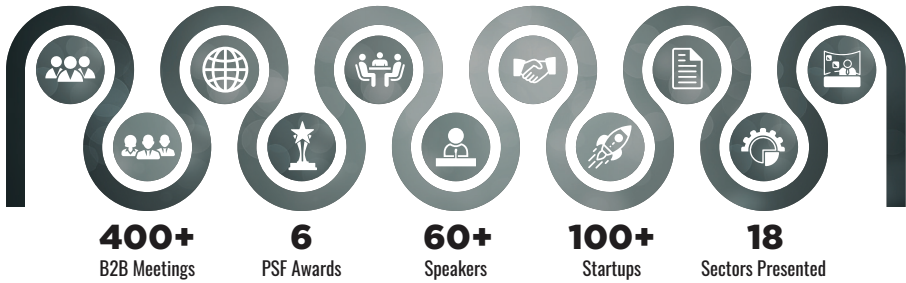 400+
B2B Meetings
6
PSF Awards
60+
Speakers
100+
Startups
18
Sectors Presented